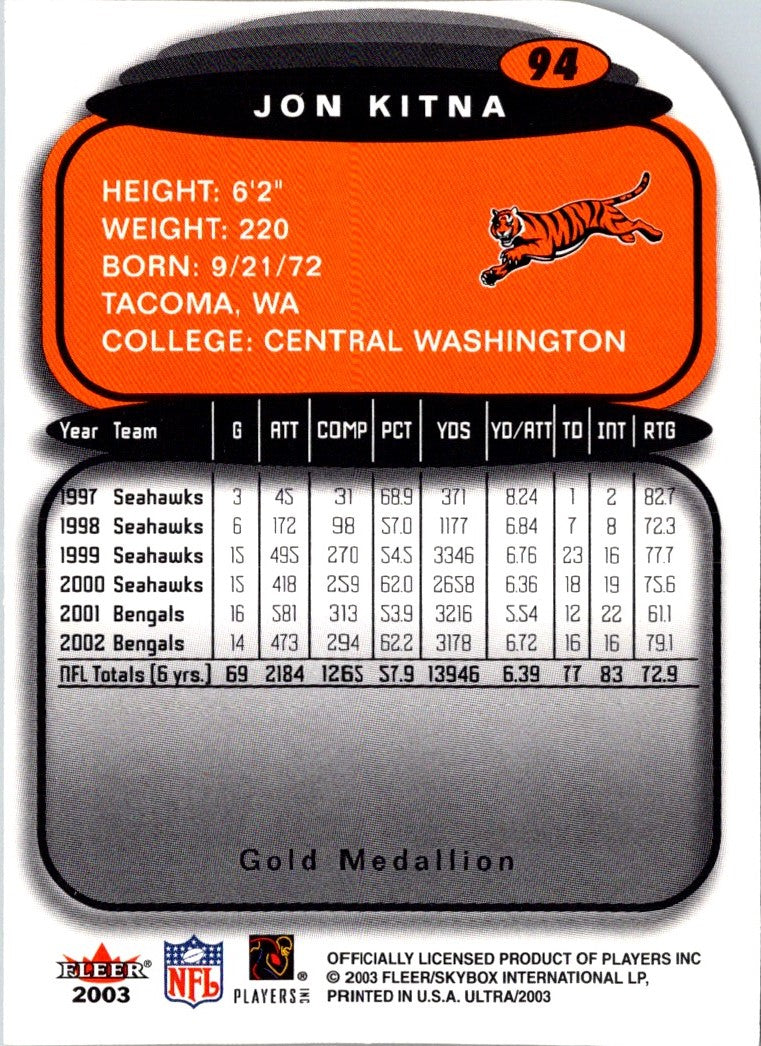 94
JON KITNA
HEIGHT: 6'2"
WEIGHT: 220
BORN: 9/21/72
TACOMA, WA
COLLEGE: CENTRAL WASHINGTON
Year Team G ATT COMP PCT YDS YD/ATT TD INT RTG
1997 Seahawks 3 45 31 68.9 371 8.24 1 2 82.7
1998 Seahawks 6 172 98 57.0 1177 6.84 7 8 72.3
1999 Seahawks 15 495 270 54.5 3346 6.76 23 16 77.7
2000 Seahawks 15 418 259 62.0 2658 6.36 18 19 75.6
2001 Bengals 16 581 313 53.9 3216 5.54 12 22 61.1
2002 Bengals 14 473 294 62.2 3178 6.72 16 16 79.1
NFL Totals (6 yrs.) 69 2184 1265 57.9 13946 6.39 77 83 72.9
Gold Medallion
FLEER®
2003
NFL
PLAYERS INC ®
OFFICIALLY LICENSED PRODUCT OF PLAYERS INC
© 2003 FLEER/SKYBOX INTERNATIONAL LP,
PRINTED IN U.S.A. ULTRA/2003